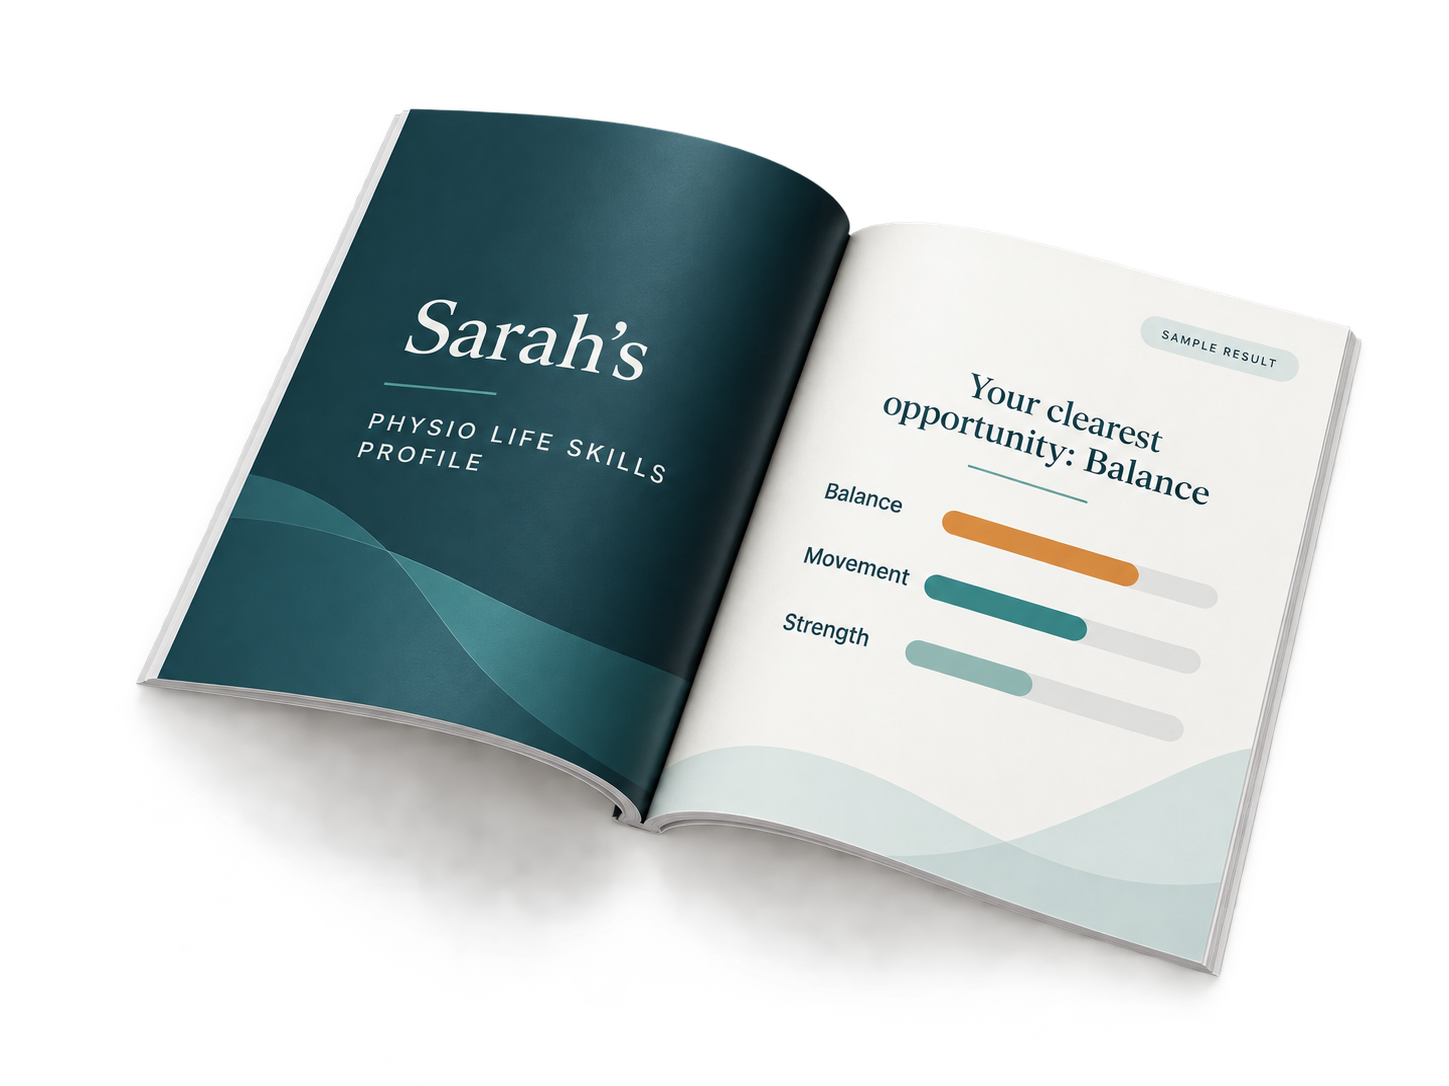 Sarah’s
PHYSIO LIFE SKILLS
PROFILE
SAMPLE RESULT
Your clearest
opportunity: Balance
Balance
Movement
Strength